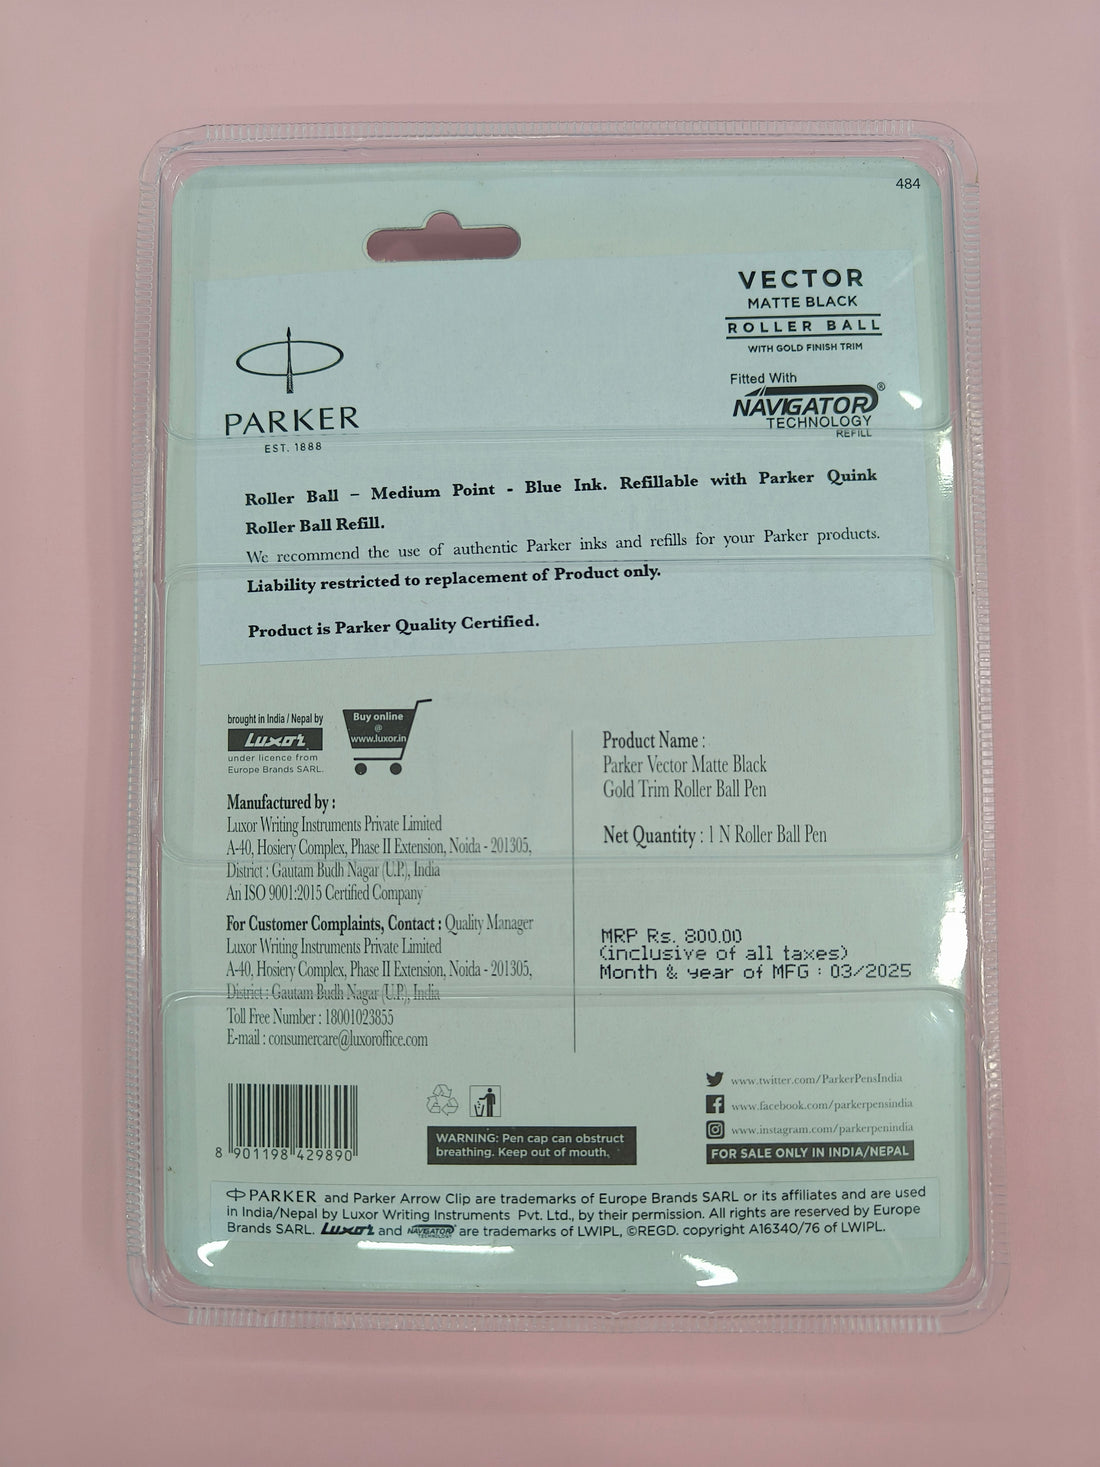 484
VECTOR
MATTE BLACK
ROLLER BALL
WITH GOLD FINISH TRIM
Fitted With
NAVIGATOR®
TECHNOLOGY
REFILL
PARKER
EST. 1888
Roller Ball – Medium Point - Blue Ink. Refillable with Parker Quink
Roller Ball Refill.
We recommend the use of authentic Parker inks and refills for your Parker products.
Liability restricted to replacement of Product only.
Product is Parker Quality Certified.
brought in India / Nepal by
Luxor
under licence from
Europe Brands SARL.
Buy online
@
www.luxor.in
Manufactured by :
Luxor Writing Instruments Private Limited
A-40, Hosiery Complex, Phase II Extension, Noida - 201305,
District : Gautam Budh Nagar (U.P.), India
An ISO 9001:2015 Certified Company
For Customer Complaints, Contact : Quality Manager
Luxor Writing Instruments Private Limited
A-40, Hosiery Complex, Phase II Extension, Noida - 201305,
District : Gautam Budh Nagar (U.P.), India
Toll Free Number : 18001023855
E-mail : consumercare@luxoroffice.com
Product Name :
Parker Vector Matte Black
Gold Trim Roller Ball Pen
Net Quantity : 1 N Roller Ball Pen
MRP Rs. 800.00
(inclusive of all taxes)
Month & year of MFG : 03/2025
8 901198 429890
WARNING: Pen cap can obstruct
breathing. Keep out of mouth.
www.twitter.com/ParkerPensIndia
www.facebook.com/parkerpensindia
www.instagram.com/parkerpenindia
FOR SALE ONLY IN INDIA/NEPAL
PARKER and Parker Arrow Clip are trademarks of Europe Brands SARL or its affiliates and are used
in India/Nepal by Luxor Writing Instruments Pvt. Ltd., by their permission. All rights are reserved by Europe
Brands SARL. Luxor and NAVIGATOR TECHNOLOGY are trademarks of LWIPL, ©REGD. copyright A16340/76 of LWIPL.